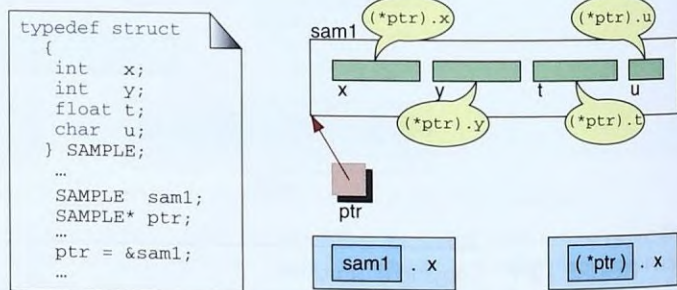 typedef struct
{
int x;
int y;
float t;
char u;
} SAMPLE;
…
SAMPLE sam1;
SAMPLE* ptr;
…
ptr = &sam1;
…
sam1
(*ptr).x
(*ptr).u
x
y
t
u
(*ptr).y
(*ptr).t
ptr
sam1 . x
(*ptr) . x